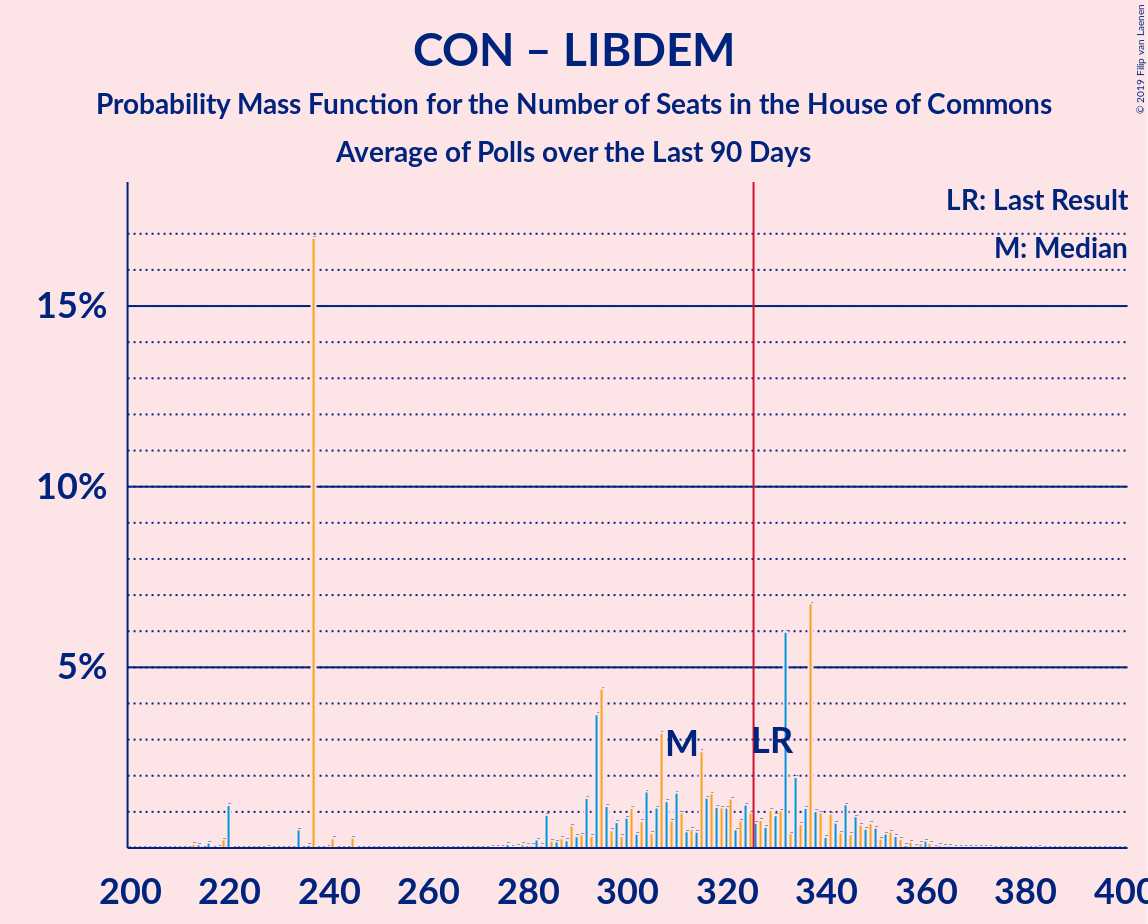 CON – LIBDEM
Probability Mass Function for the Number of Seats in the House of Commons
Average of Polls over the Last 90 Days
© 2019 Filip van Laenen
LR: Last Result
M: Median
15%
10%
5%
M
LR
200 220 240 260 280 300 320 340 360 380 400